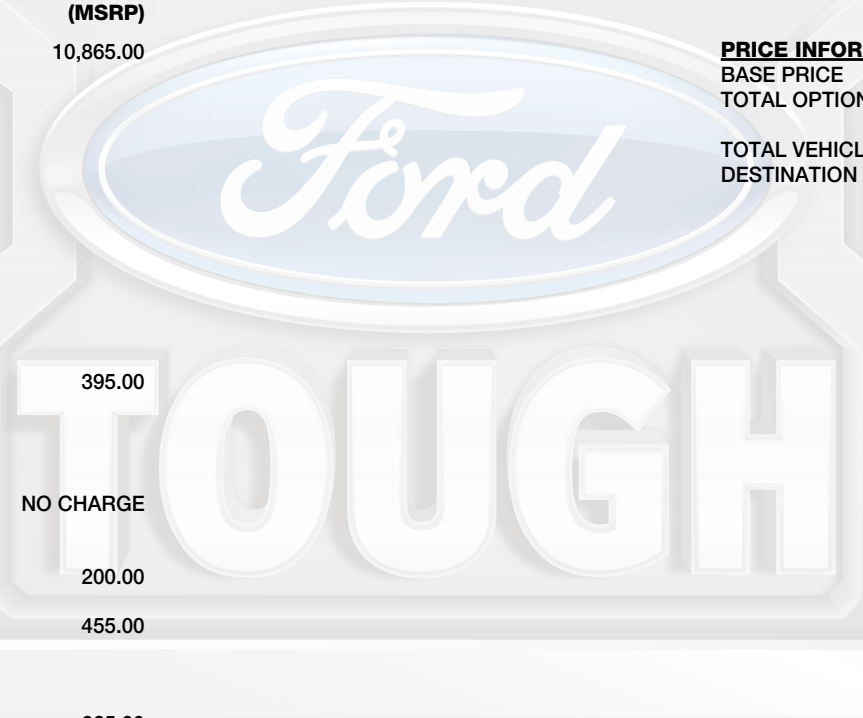 (MSRP)
10,865.00
PRICE INFOR
BASE PRICE
TOTAL OPTION
TOTAL VEHICL
DESTINATION
Ford
TOUGH
395.00
NO CHARGE
200.00
455.00